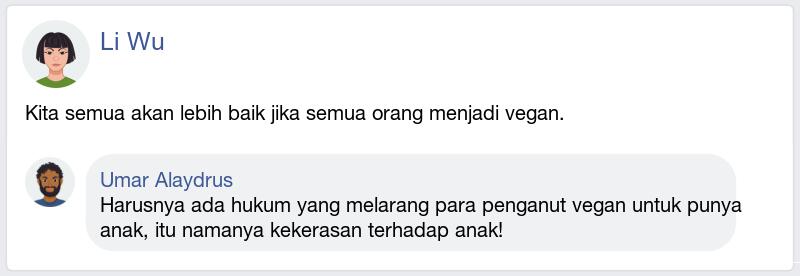 Li Wu
Kita semua akan lebih baik jika semua orang menjadi vegan.
Umar Alaydrus
Harusnya ada hukum yang melarang para penganut vegan untuk punya
anak, itu namanya kekerasan terhadap anak!